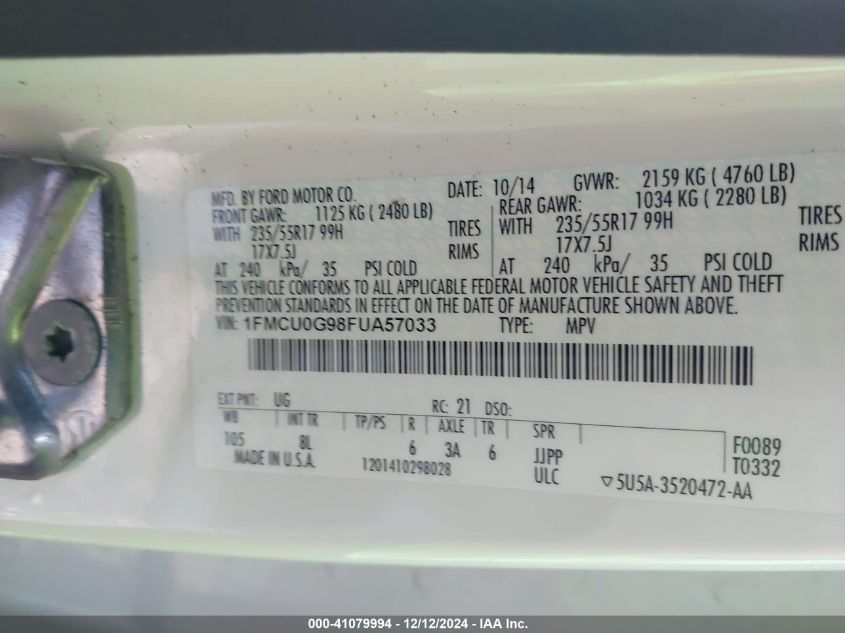 MFD. BY FORD MOTOR CO. DATE: 10/14 GVWR: 2159 KG ( 4760 LB)
FRONT GAWR: 1125 KG ( 2480 LB) REAR GAWR: 1034 KG ( 2280 LB)
WITH 235/55R17 99H TIRES WITH 235/55R17 99H TIRES
17X7.5J RIMS 17X7.5J RIMS
AT 240 kPa/ 35 PSI COLD AT 240 kPa/ 35 PSI COLD
THIS VEHICLE CONFORMS TO ALL APPLICABLE FEDERAL MOTOR VEHICLE SAFETY AND THEFT
PREVENTION STANDARDS IN EFFECT ON THE DATE OF MANUFACTURE SHOWN ABOVE.
VIN: 1FMCU0G98FUA57033 TYPE: MPV
EXT PNT: UG RC: 21 DSO:
WB INT TR TP/PS R AXLE TR SPR
105 8L 6 3A 6 JJPP F0089
MADE IN U.S.A. 1201410298028 ULC T0332
5U5A-3520472-AA
000-41079994 - 12/12/2024 - IAA Inc.